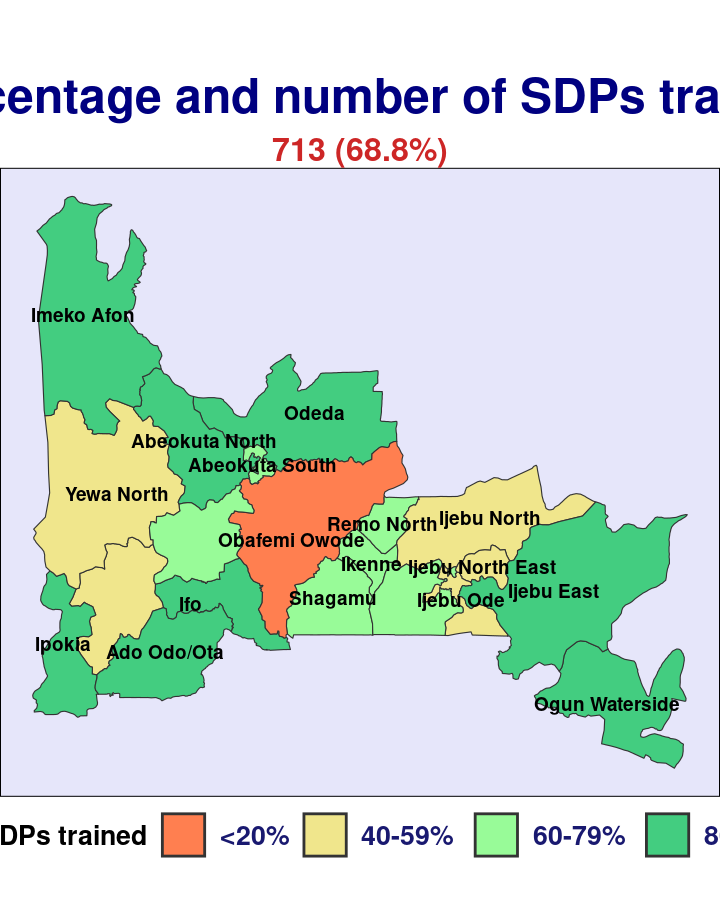 centage and number of SDPs tra
713 (68.8%)
Imeko Afon
Odeda
Abeokuta North
Abeokuta South
Yewa North
Ijebu North
Remo North
Obafemi Owode
Ikenne
Ijebu North East
Ijebu East
Shagamu
Ijebu Ode
Ifo
Ipokia
Ado Odo/Ota
Ogun Waterside
DPs trained <20% 40-59% 60-79% 8